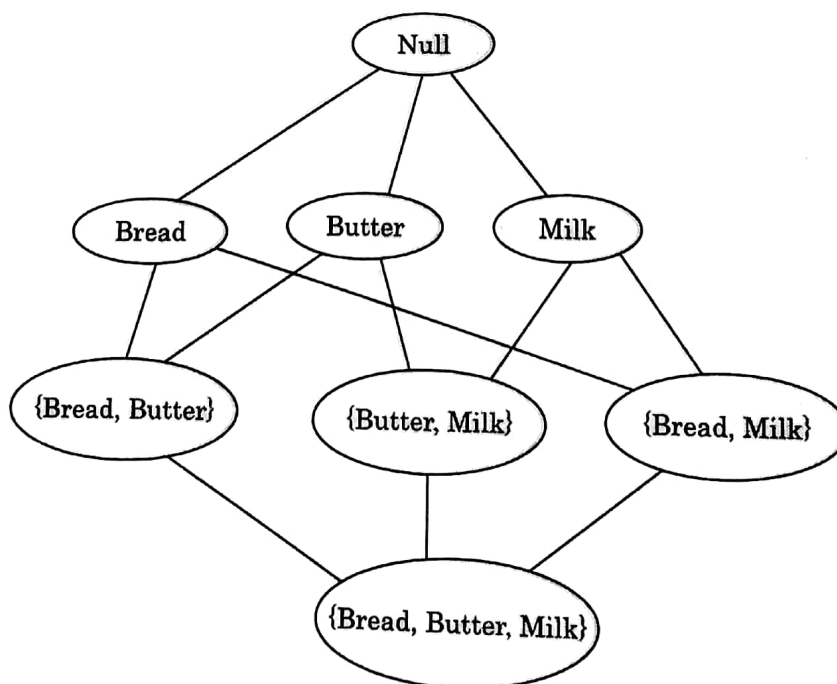 Null
Bread
Butter
Milk
{Bread, Butter}
{Butter, Milk}
{Bread, Milk}
{Bread, Butter, Milk}